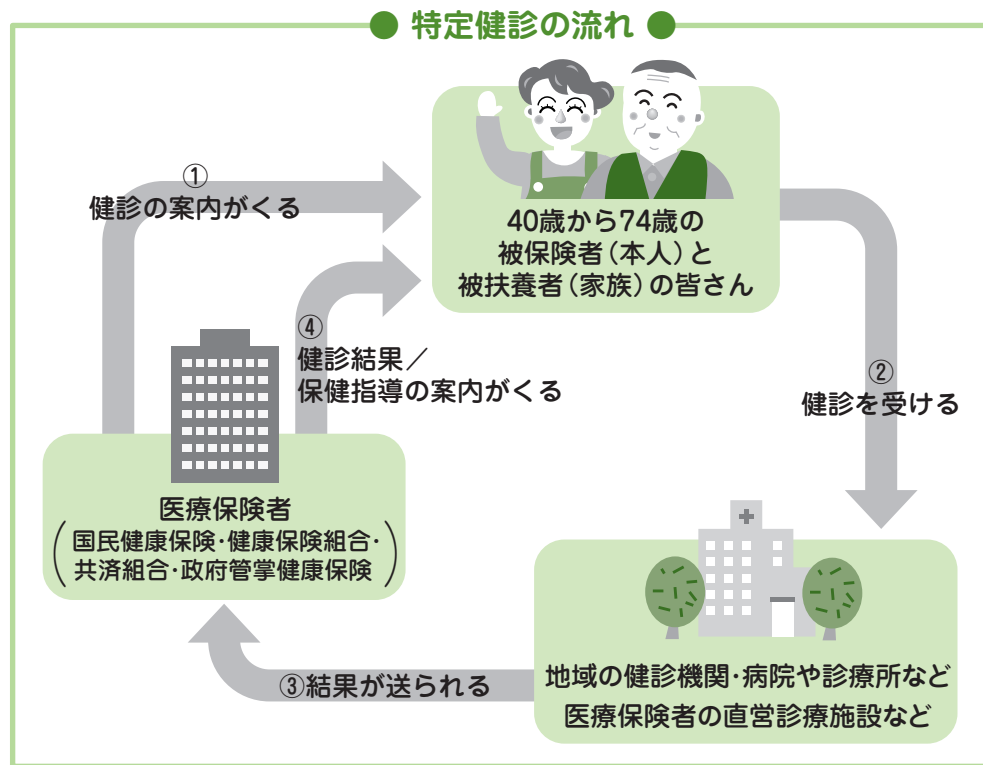 ● 特定健診の流れ ●
①
健診の案内がくる
40歳から74歳の
被保険者（本人）と
被扶養者（家族）の皆さん
④
健診結果／
保健指導の案内がくる
②
健診を受ける
医療保険者
（国民健康保険・健康保険組合・
共済組合・政府管掌健康保険）
③結果が送られる
地域の健診機関・病院や診療所など
医療保険者の直営診療施設など